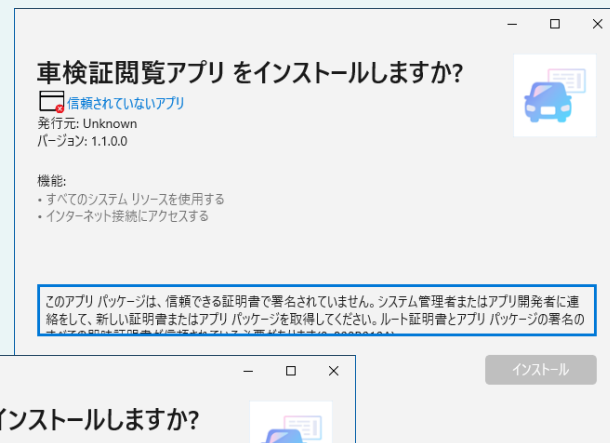 車検証閲覧アプリ をインストールしますか?
信頼されていないアプリ
発行元: Unknown
バージョン: 1.1.0.0
機能:
・すべてのシステム リソースを使用する
・インターネット接続にアクセスする
このアプリ パッケージは、信頼できる証明書で署名されていません。システム管理者またはアプリ開発者に連
絡をして、新しい証明書またはアプリ パッケージを取得してください。ルート証明書とアプリ パッケージの署名の
インストール
インストールしますか?